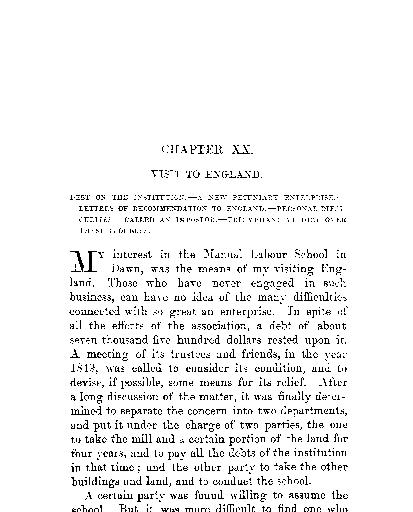 CHAPTER XX.
VISIT TO ENGLAND.
DEBT ON THE INSTITUTION.—A NEW PECUNIARY ENTERPRISE.—
LETTERS OF RECOMMENDATION TO ENGLAND.—PERSONAL DIFFI-
CULTIES—CALLED AN IMPOSTOR—TRIUMPHANT VICTORY OVER
MY interest in the Manual Labour School in
Dawn, was the means of my visiting Eng-
land. Those who have never engaged in such
business, can have no idea of the many difficulties
connected with so great an enterprise. In spite of
all the efforts of the association, a debt of about
seven thousand five hundred dollars rested upon it.
A meeting of its trustees and friends, in the year
was called to consider its condition, and to
devise, if possible, some means for its relief. After
a long discussion of the matter, it was finally deter-
mined to separate the concern into two departments,
and put it under the charge of two parties, the one
to take the mill and a certain portion of the land for
four years, and to pay all the debts of the institution
in that time; and the other party to take the other
buildings and land, and to conduct the school.
A certain party was found willing to assume the
school. But it was more difficult to find one who